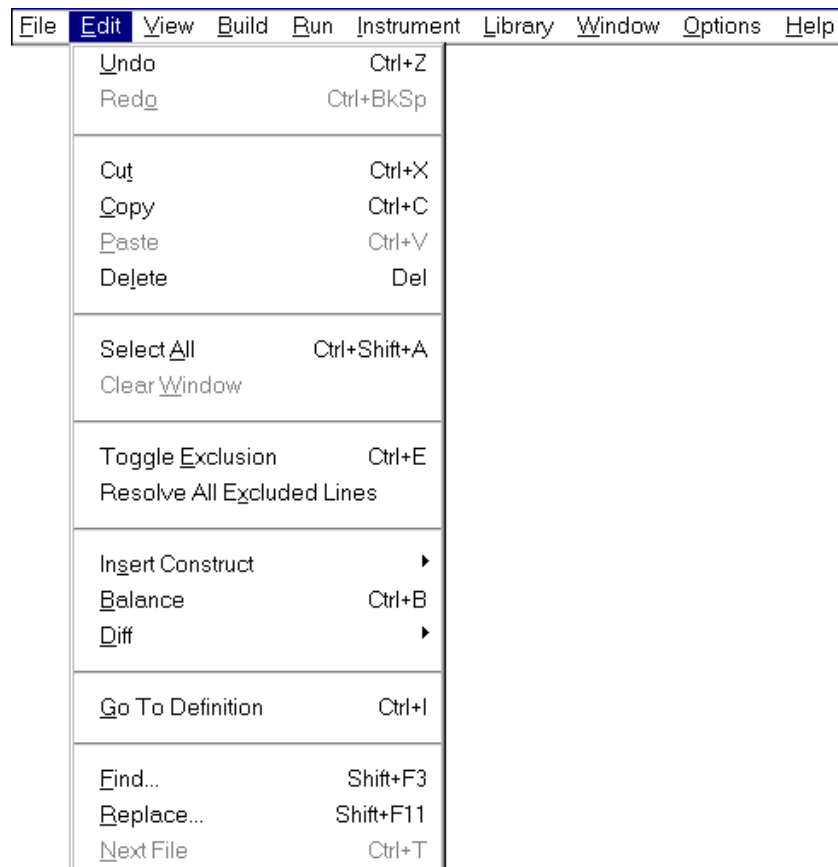 File Edit View Build Run Instrument Library Window Options Help
Undo Ctrl+Z
Redo Ctrl+BkSp
Cut Ctrl+X
Copy Ctrl+C
Paste Ctrl+V
Delete Del
Select All Ctrl+Shift+A
Clear Window
Toggle Exclusion Ctrl+E
Resolve All Excluded Lines
Insert Construct
Balance Ctrl+B
Diff
Go To Definition Ctrl+I
Find... Shift+F3
Replace... Shift+F11
Next File Ctrl+T